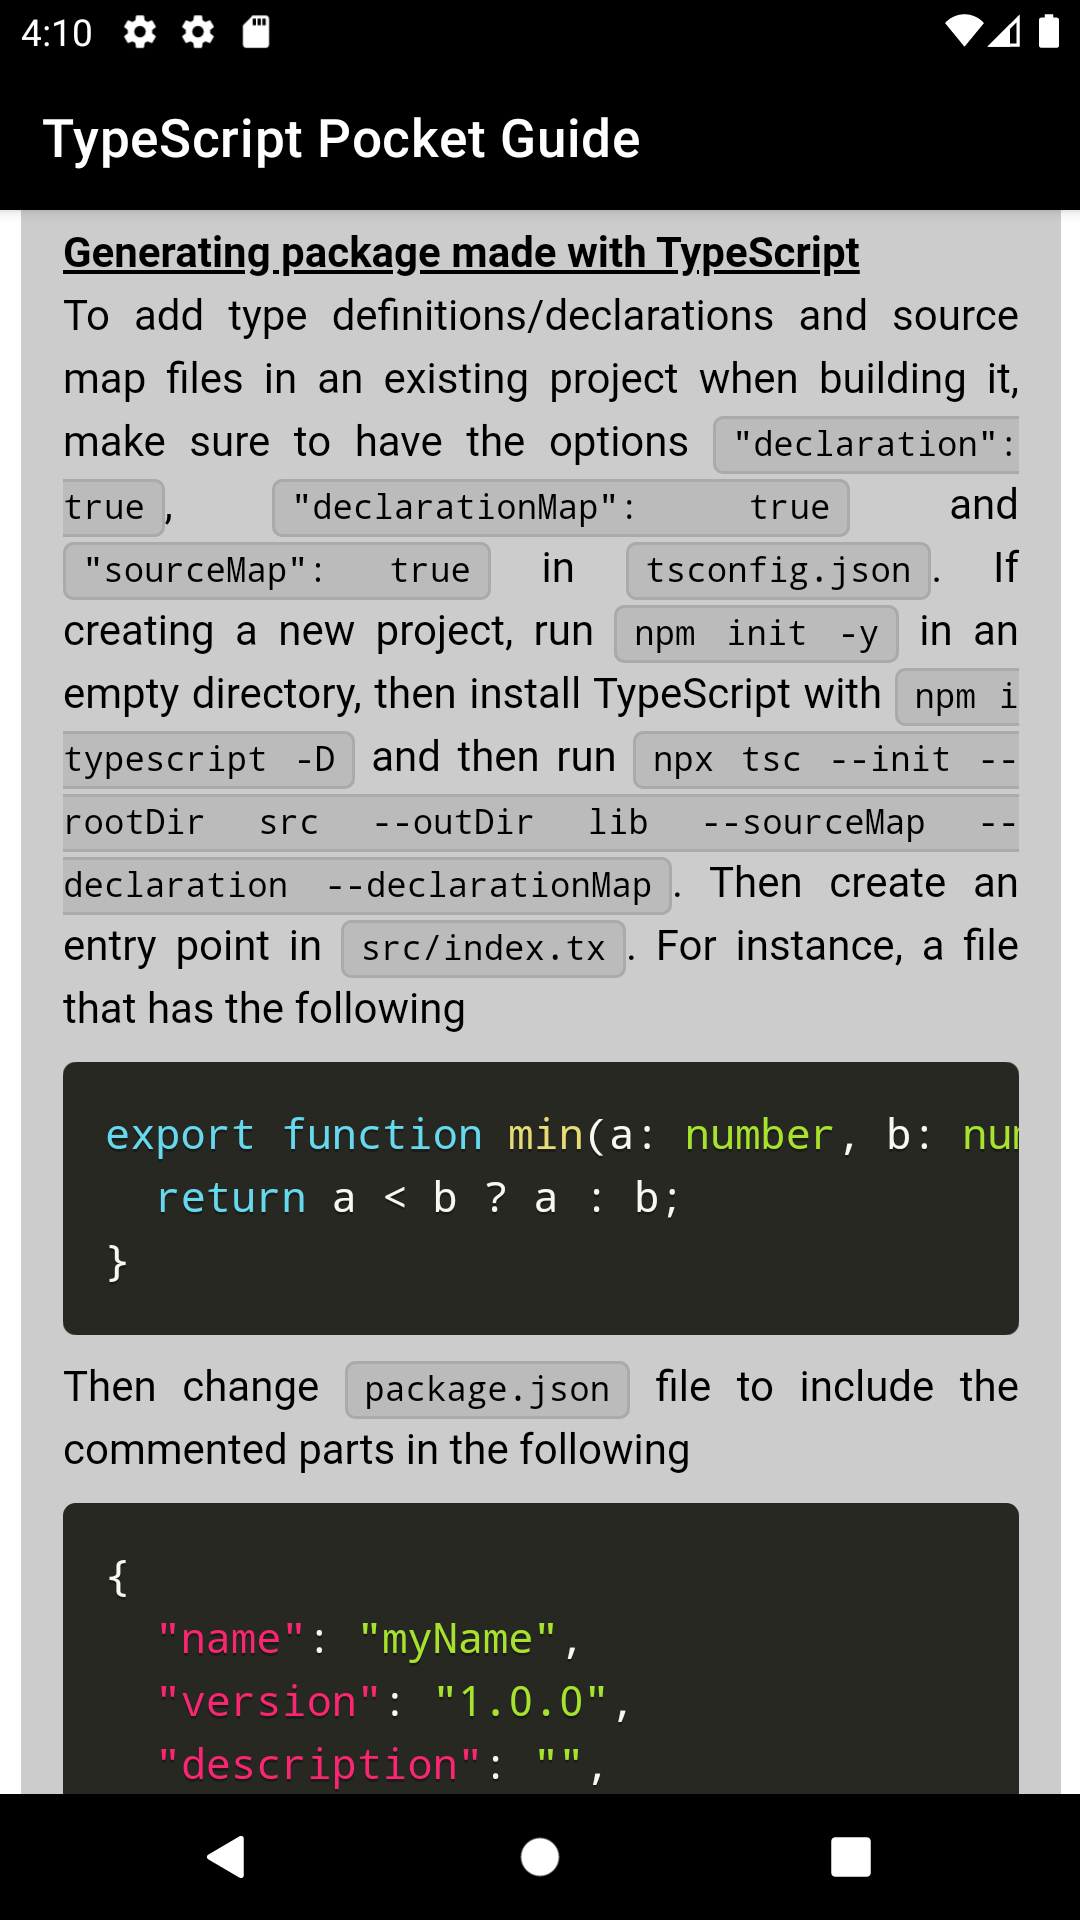 4:10
TypeScript Pocket Guide
Generating package made with TypeScript
To add type definitions/declarations and source
map files in an existing project when building it,
make sure to have the options "declaration":
true, "declarationMap": true and
"sourceMap": true in tsconfig.json. If
creating a new project, run npm init -y in an
empty directory, then install TypeScript with npm i
typescript -D and then run npx tsc --init --
rootDir src --outDir lib --sourceMap --
declaration --declarationMap. Then create an
entry point in src/index.tx. For instance, a file
that has the following
export function min(a: number, b: num
return a < b ? a : b;
}
Then change package.json file to include the
commented parts in the following
{
"name": "myName",
"version": "1.0.0",
"description": "",